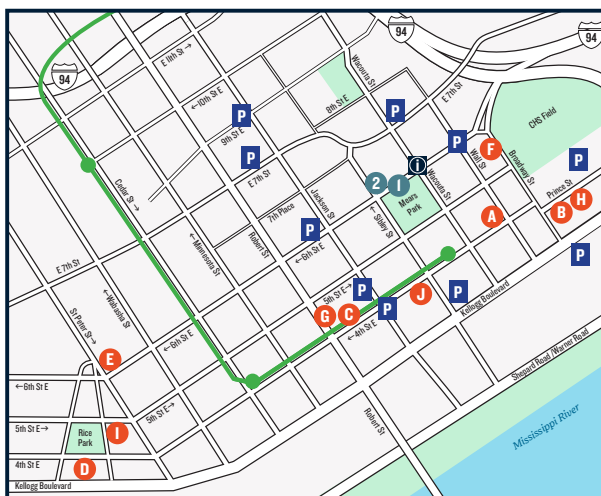 94
94
94
E 11th St
←10th St E
9th St E
Wacouta St
8th St E
E 7th St
CHS Field
P
P
P
P
P
i
F
Wall St
Broadway St
Prince St
2
1
Mears Park
Wacouta St
Cedar St→
E 7th St
7th Place
Jackson St
←Sibley St
A
B
H
←Minnesota St
Robert St
P
←6th St E
P
E 7th St
5th St E→
P
P
P
J
G
C
←4th St E
Kellogg Boulevard
St Peter St→
←Wabasha St
←6th St E
E
Shepard Road /Warner Road
←6th St E
5th St E→
5th St E→
Rice Park
I
Robert St
Mississippi River
4th St E
D
Kellogg Boulevard